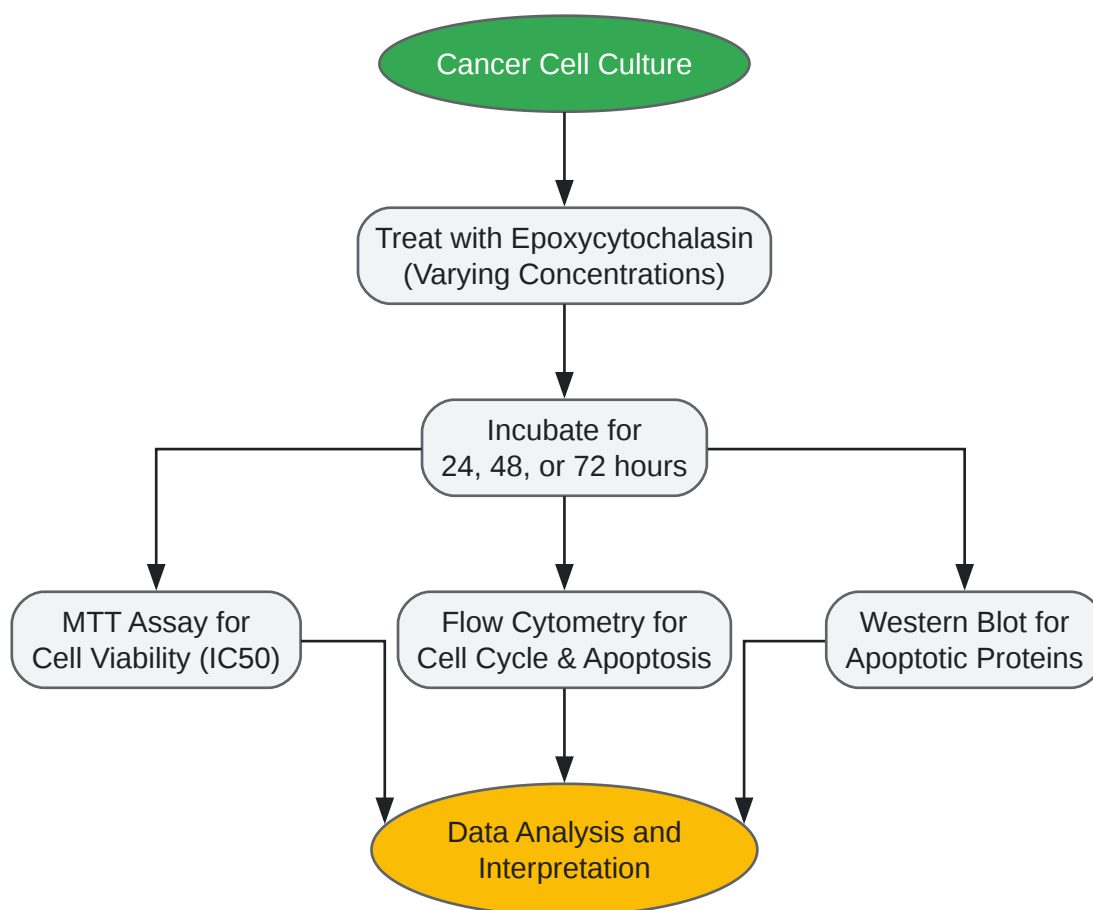 Cancer Cell Culture
Treat with Epoxycytochalasin
(Varying Concentrations)
Incubate for
24, 48, or 72 hours
MTT Assay for
Cell Viability (IC50)
Flow Cytometry for
Cell Cycle & Apoptosis
Western Blot for
Apoptotic Proteins
Data Analysis and
Interpretation